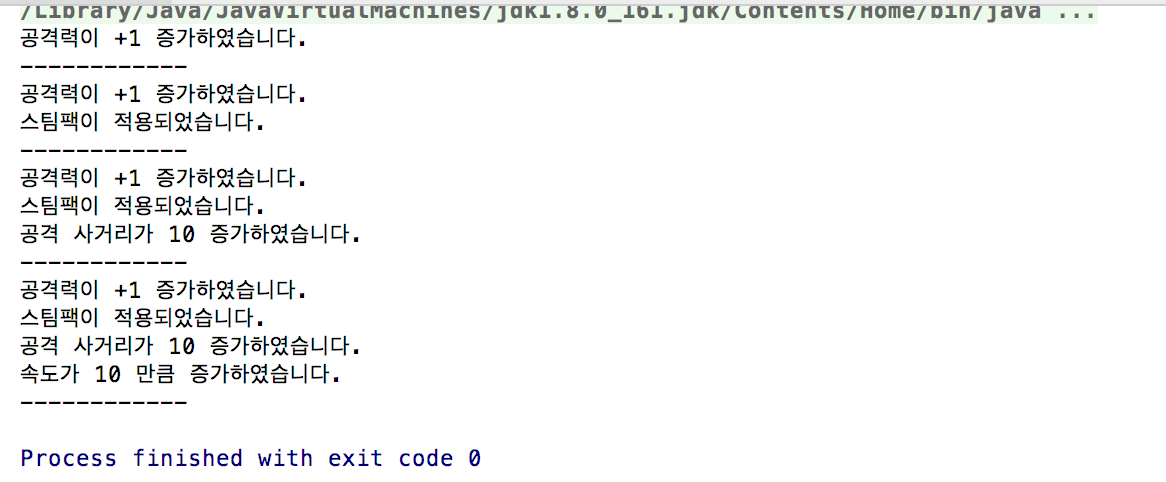 /Library/Java/JavaVirtualMachines/jdk1.8.0_161.jdk/Contents/Home/bin/java ...
공격력이 +1 증가하였습니다.
------------
공격력이 +1 증가하였습니다.
스팀팩이 적용되었습니다.
------------
공격력이 +1 증가하였습니다.
스팀팩이 적용되었습니다.
공격 사거리가 10 증가하였습니다.
------------
공격력이 +1 증가하였습니다.
스팀팩이 적용되었습니다.
공격 사거리가 10 증가하였습니다.
속도가 10 만큼 증가하였습니다.
------------
Process finished with exit code 0